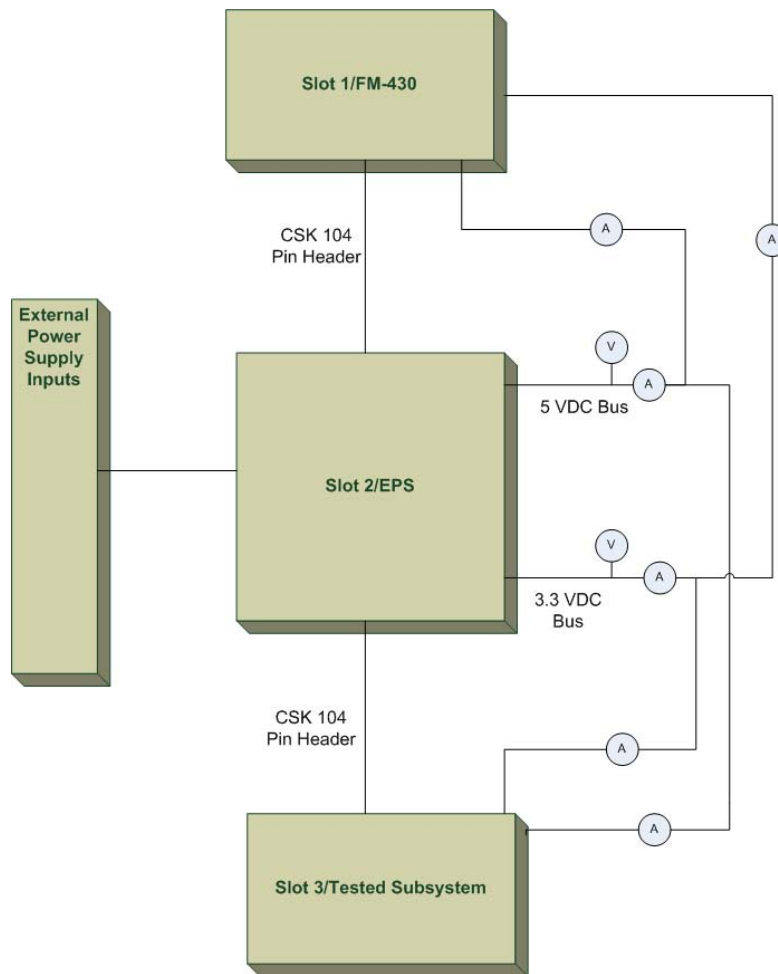 Slot 1/FM-430
CSK 104
Pin Header
A
A
External
Power
Supply
Inputs
V
A
5 VDC Bus
Slot 2/EPS
V
A
3.3 VDC
Bus
CSK 104
Pin Header
A
A
Slot 3/Tested Subsystem